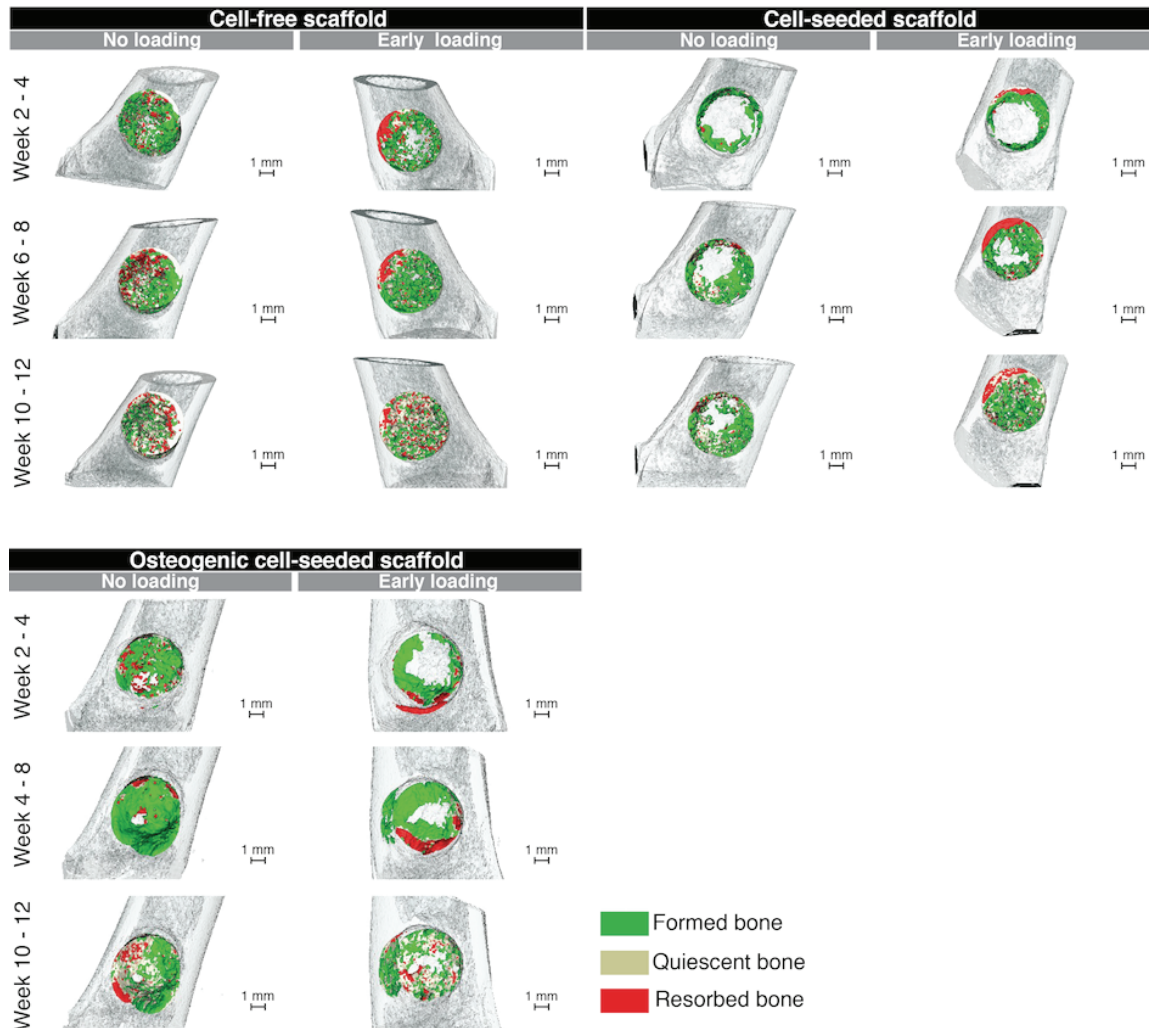 Cell-free scaffold
Cell-seeded scaffold
No loading
Early loading
No loading
Early loading
Week 2 - 4
1 mm
1 mm
1 mm
1 mm
Week 6 - 8
1 mm
1 mm
1 mm
1 mm
Week 10 - 12
1 mm
1 mm
1 mm
1 mm
Osteogenic cell-seeded scaffold
No loading
Early loading
Week 2 - 4
1 mm
1 mm
Week 4 - 8
1 mm
1 mm
Week 10 - 12
1 mm
1 mm
Formed bone
Quiescent bone
Resorbed bone